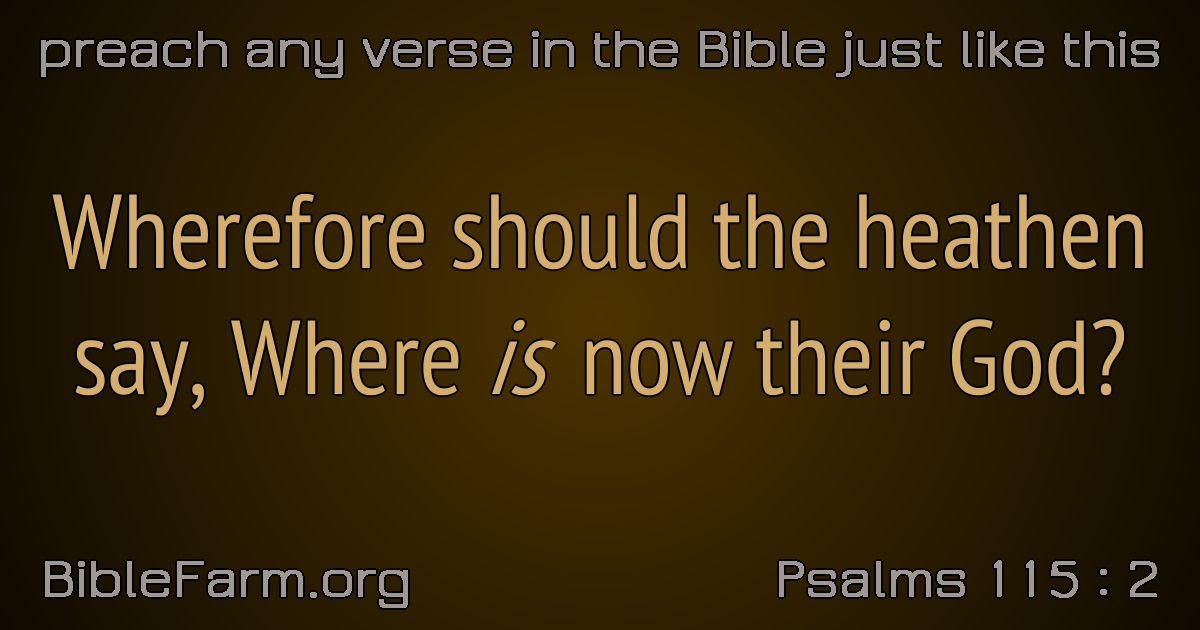 preach any verse in the Bible just like this
Wherefore should the heathen
say, Where is now their God?
BibleFarm.org
Psalms 115 : 2